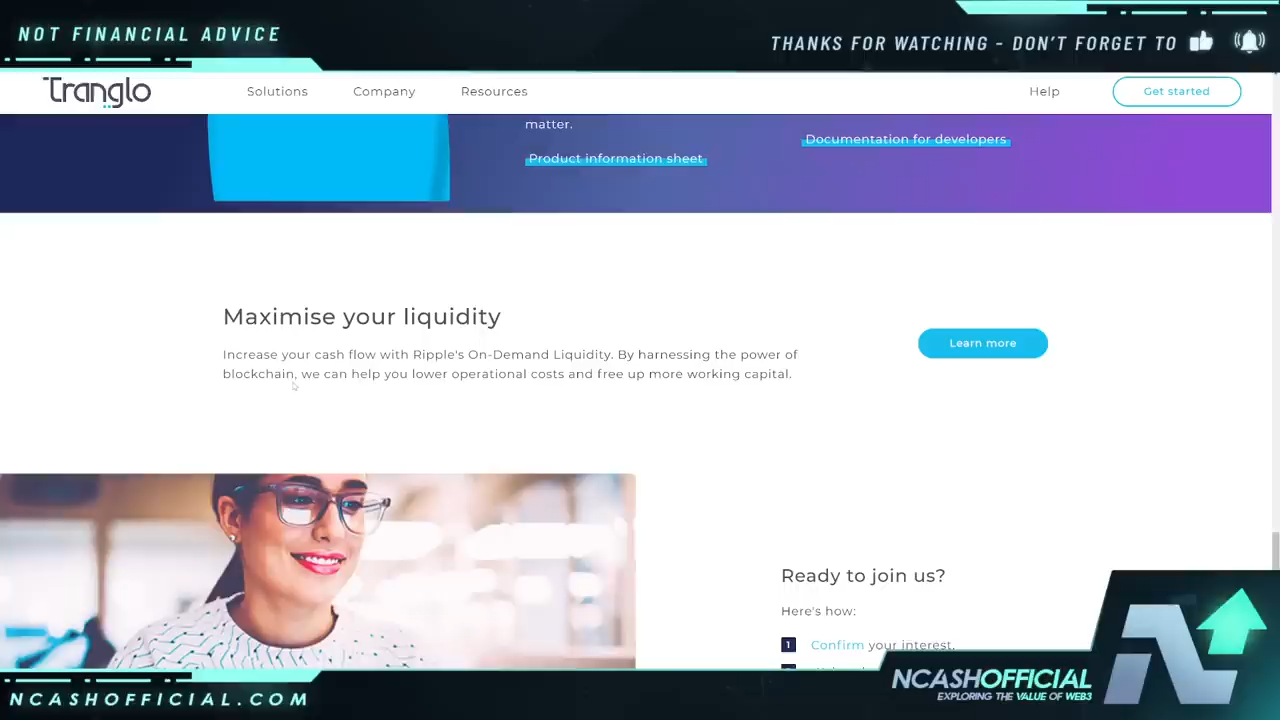 NOT FINANCIAL ADVICE
THANKS FOR WATCHING - DON'T FORGET TO
Tranglo
Solutions
Company
Resources
Help
Get started
matter.
Product information sheet
Documentation for developers
Maximise your liquidity
Increase your cash flow with Ripple's On-Demand Liquidity. By harnessing the power of
blockchain, we can help you lower operational costs and free up more working capital.
Learn more
Ready to join us?
Here's how:
1 Confirm your interest.
NCASHOFFICIAL.COM
NCASHOFFICIAL
EXPLORING THE VALUE OF WEB3